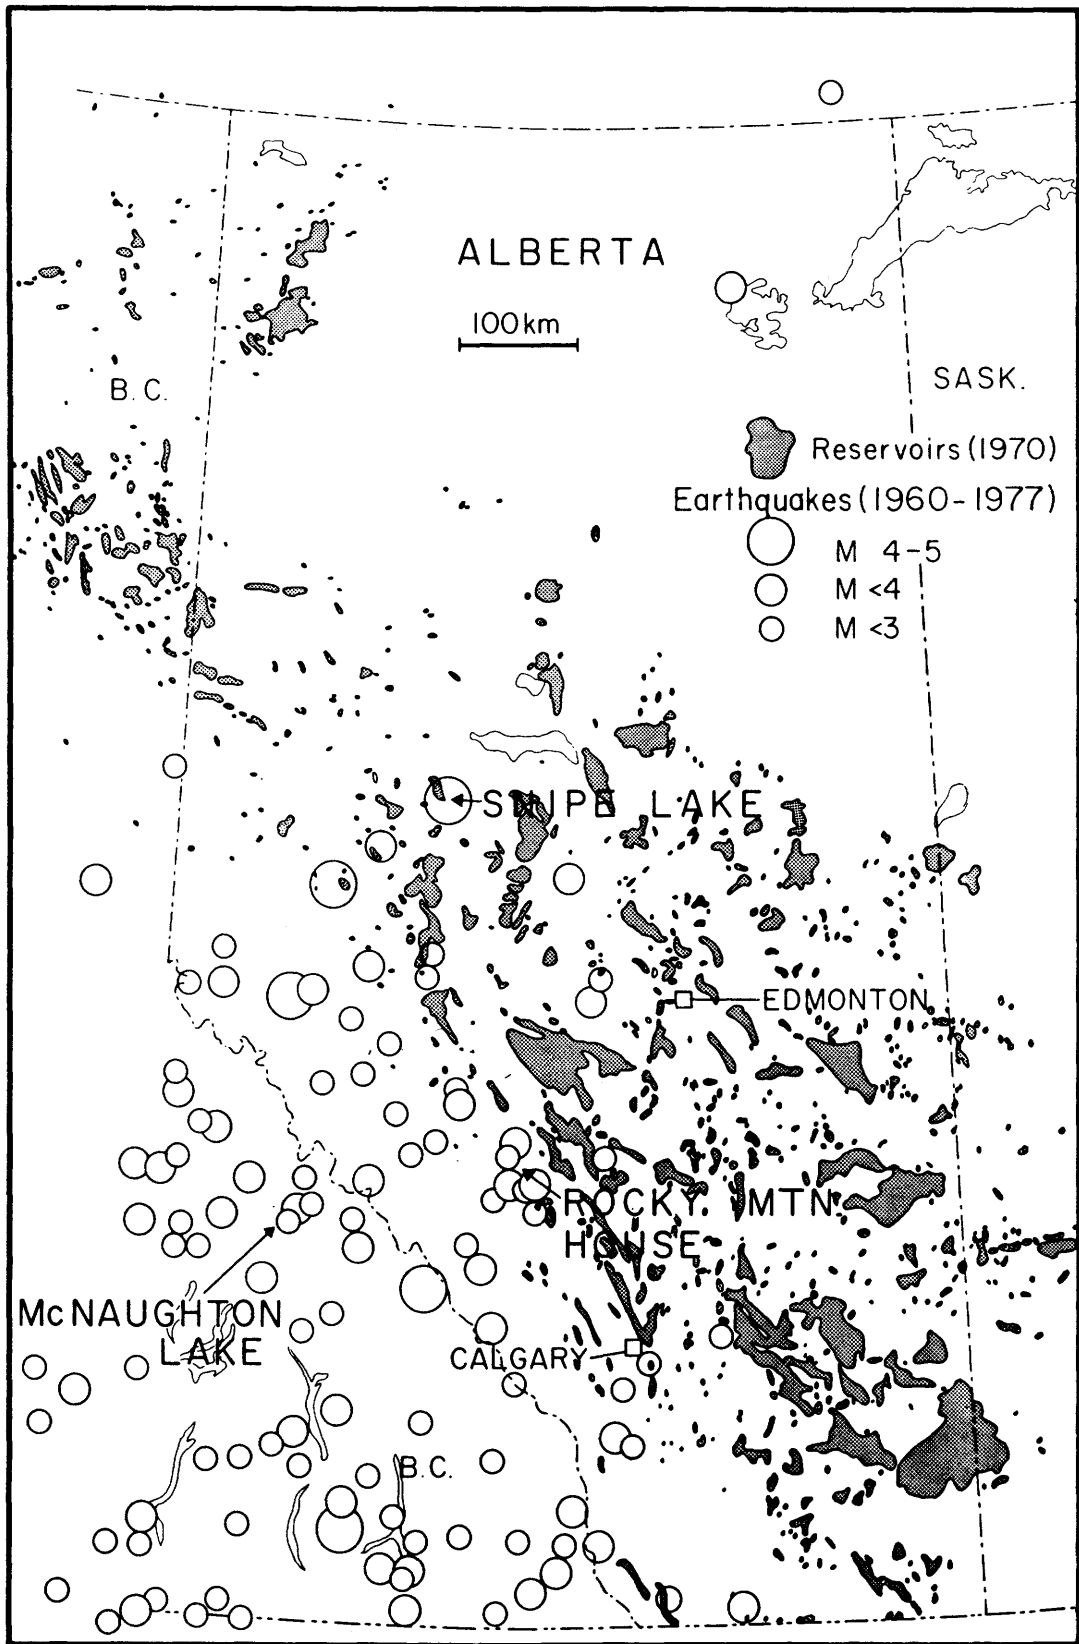 ALBERTA
100km
B.C.
SASK.
Reservoirs (1970)
Earthquakes (1960-1977)
M 4-5
M <4
M <3
SNIPE LAKE
EDMONTON
ROCKY MTN
HOUSE
McNAUGHTON
LAKE
CALGARY
B.C.